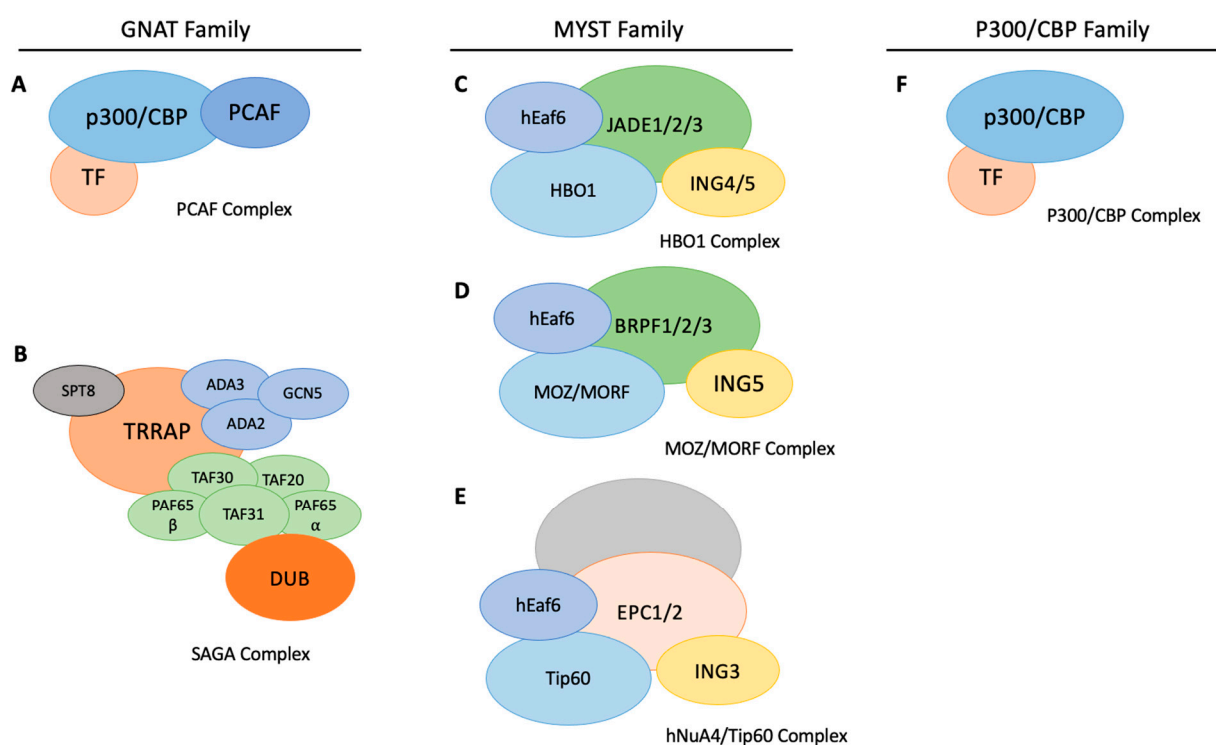 GNAT Family
MYST Family
P300/CBP Family
A
p300/CBP
PCAF
TF
PCAF Complex
B
SPT8
TRRAP
ADA3
GCN5
ADA2
TAF30
TAF20
PAF65
β
TAF31
PAF65
α
DUB
SAGA Complex
C
hEaf6
JADE1/2/3
HBO1
ING4/5
HBO1 Complex
D
hEaf6
BRPF1/2/3
MOZ/MORF
ING5
MOZ/MORF Complex
E
hEaf6
EPC1/2
Tip60
ING3
hNuA4/Tip60 Complex
F
p300/CBP
TF
P300/CBP Complex